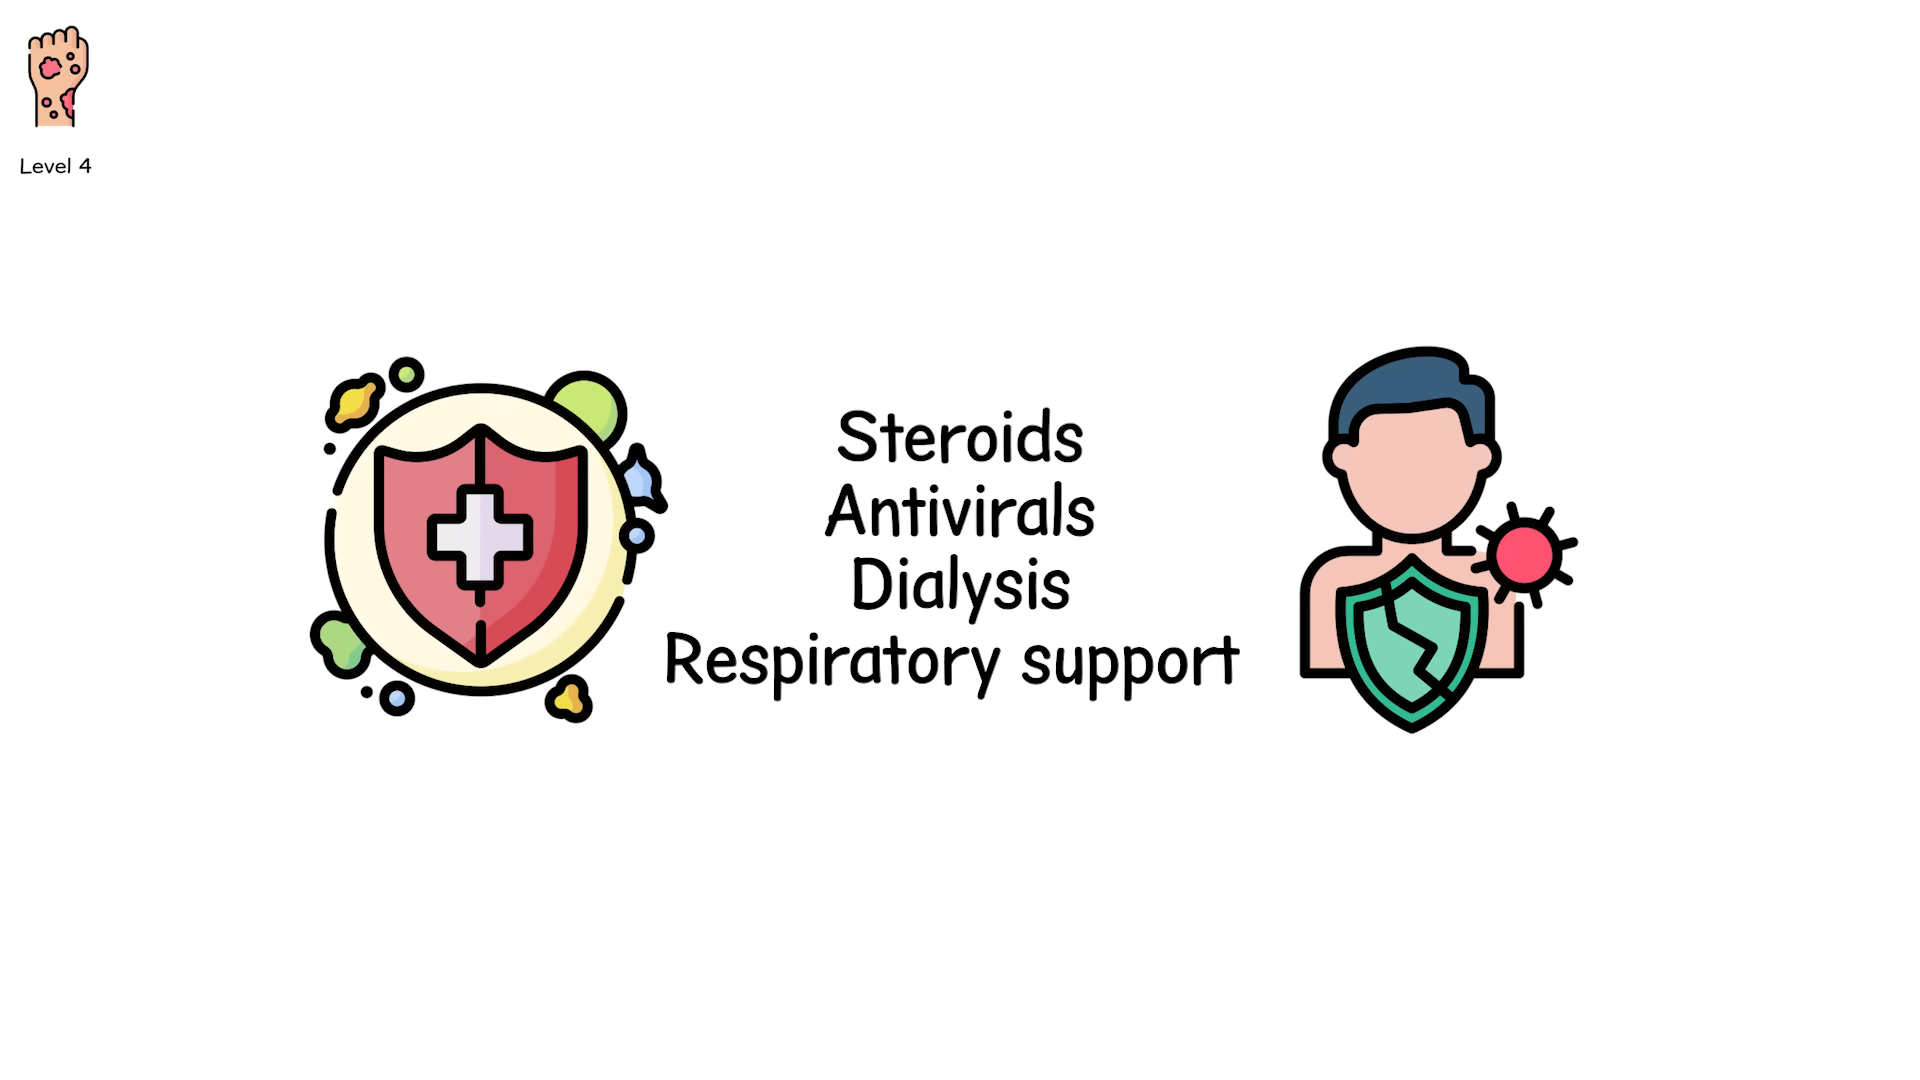 Level 4
Steroids
Antivirals
Dialysis
Respiratory support